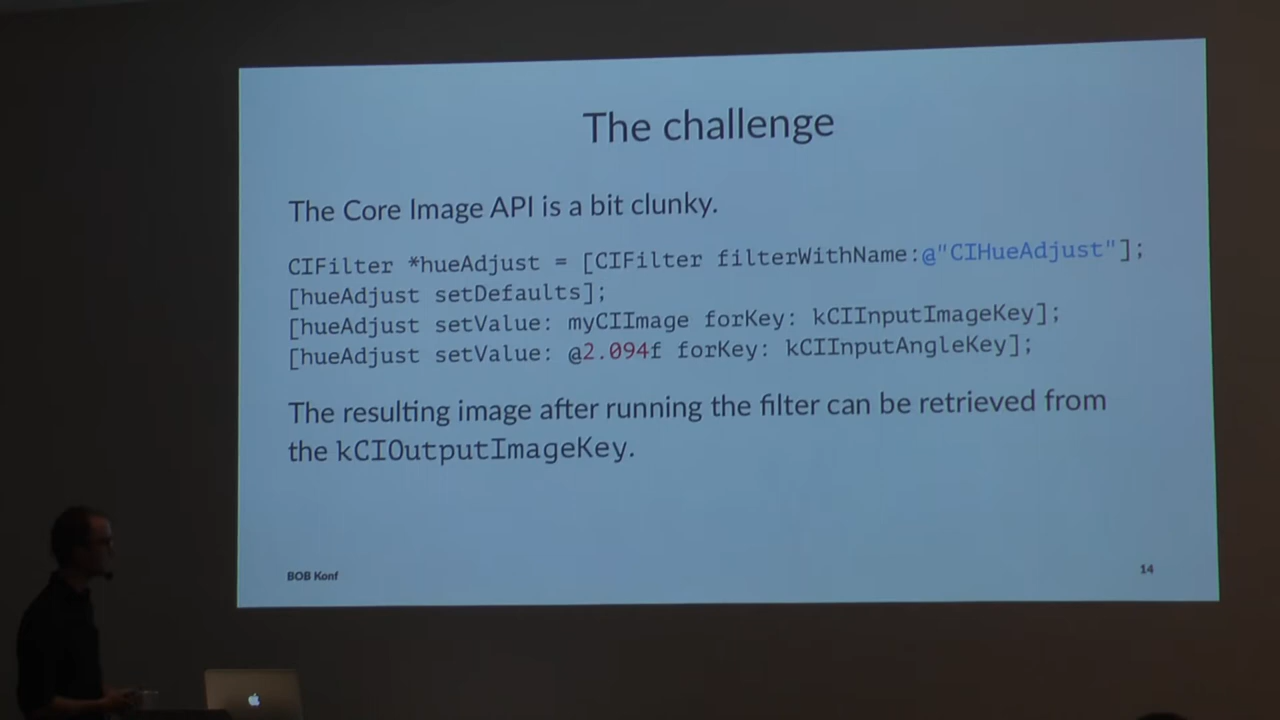 The challenge
The Core Image API is a bit clunky.
CIFilter *hueAdjust = [CIFilter filterWithName:@"CIHueAdjust"];
[hueAdjust setDefaults];
[hueAdjust setValue: myCIImage forKey: kCIInputImageKey];
[hueAdjust setValue: @2.094f forKey: kCIInputAngleKey];
The resulting image after running the filter can be retrieved from
the kCIOutputImageKey.
BOB Konf
14